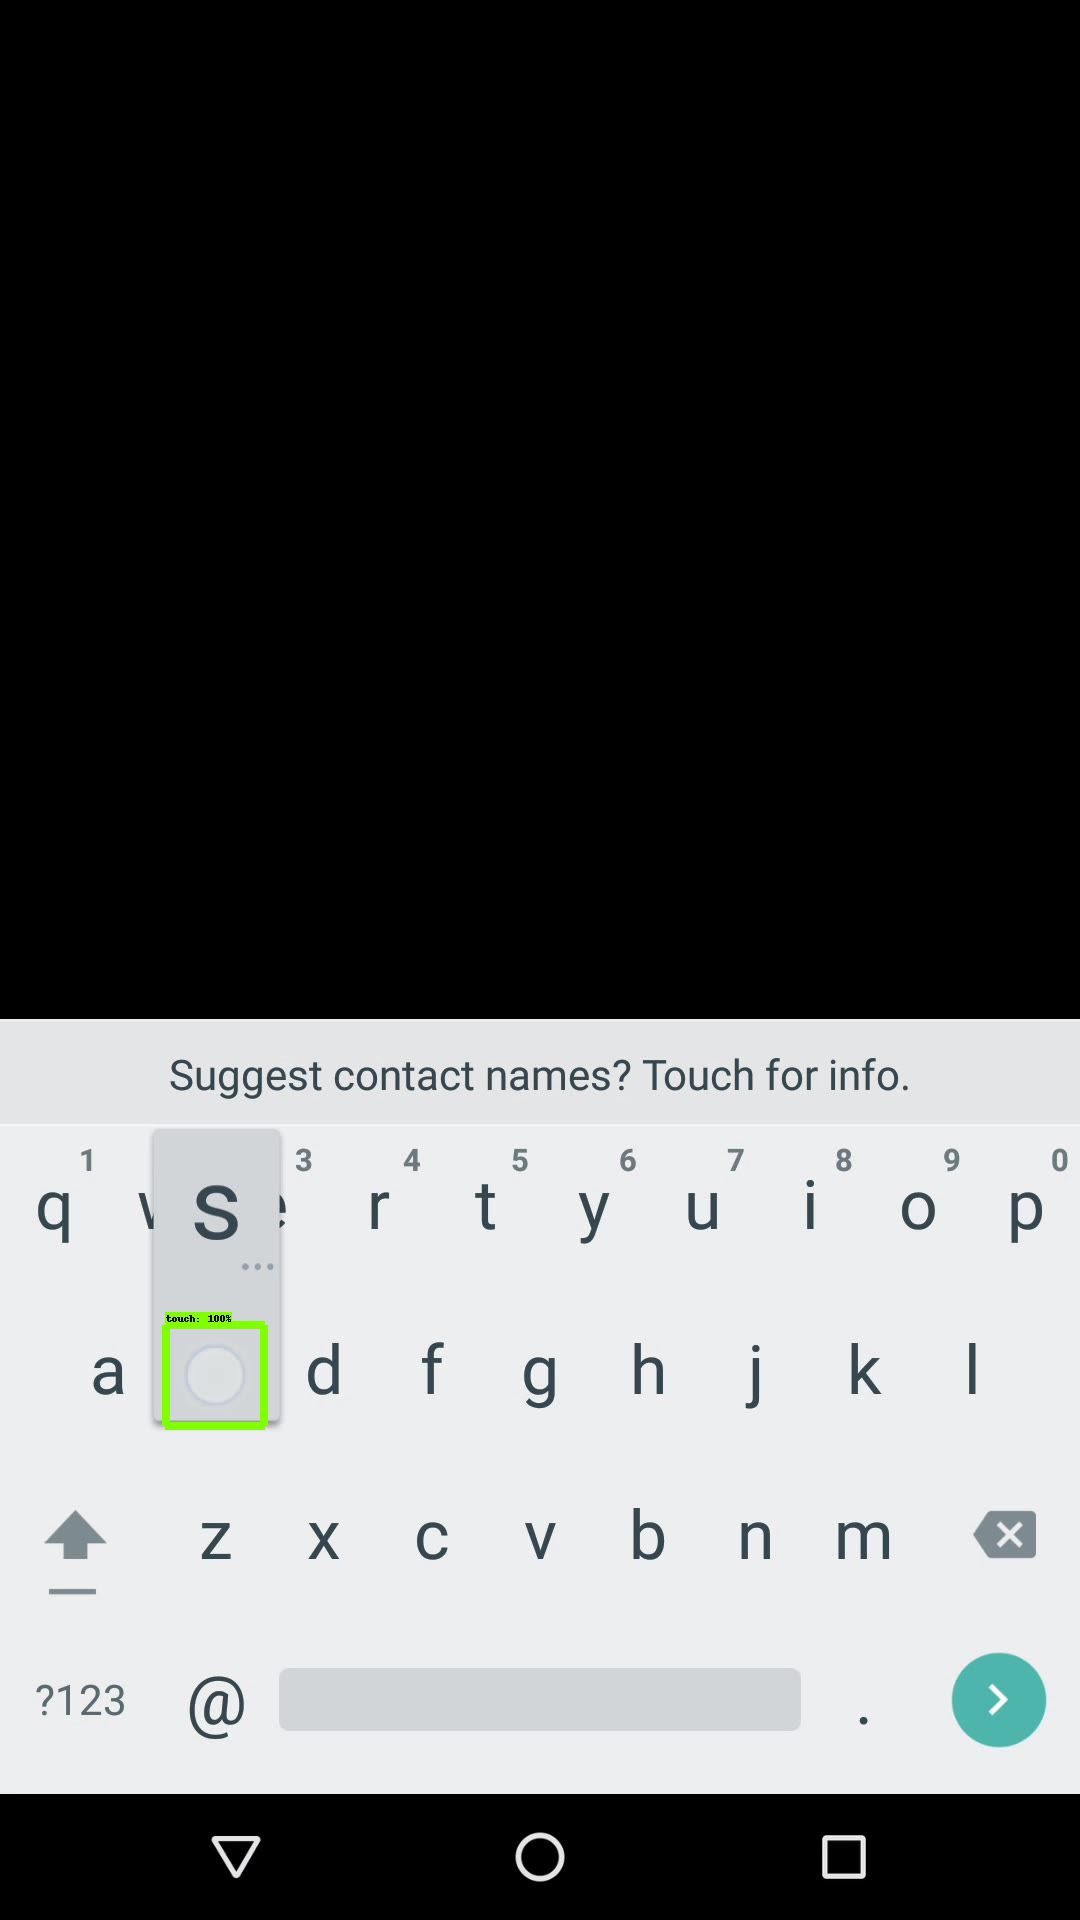 Suggest contact names? Touch for info.
1 3 4 5 6 7 8 9 0
q s r t y u i o p
touch: 100%
a d f g h j k l
z x c v b n m
?123 @ .